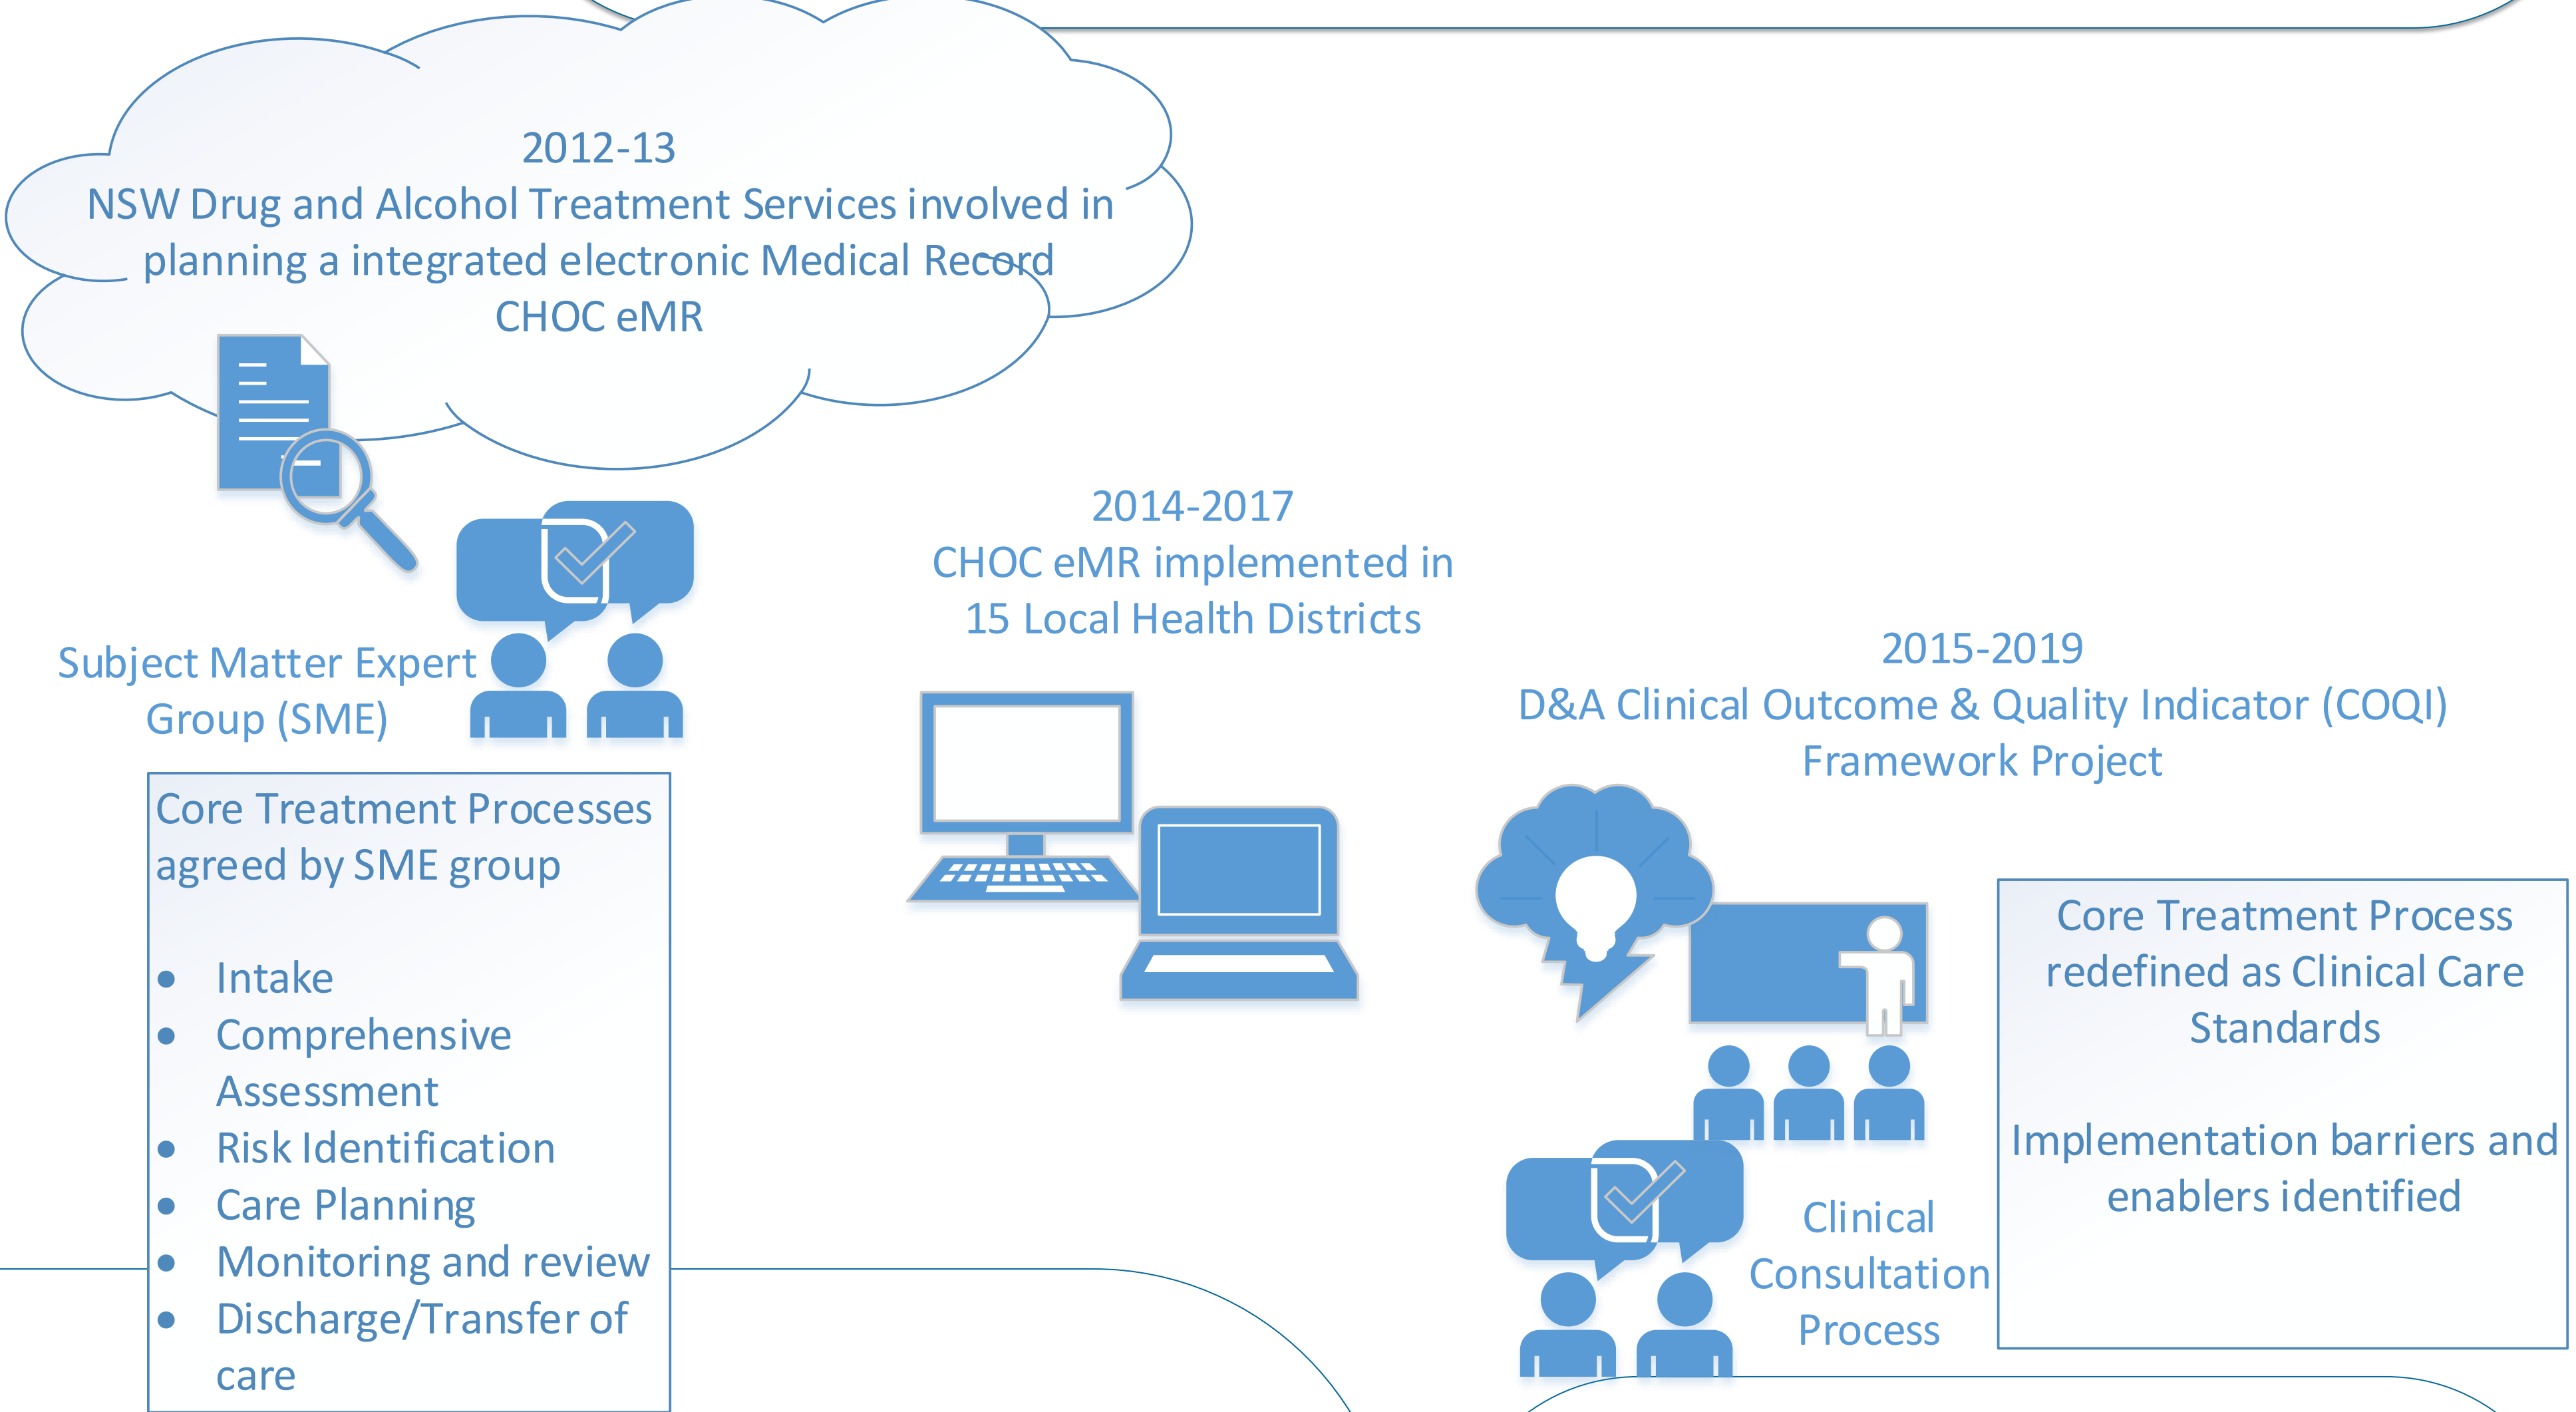 2012-13
NSW Drug and Alcohol Treatment Services involved in
planning a integrated electronic Medical Record
CHOC eMR
Subject Matter Expert
Group (SME)
Core Treatment Processes
agreed by SME group
• Intake
• Comprehensive
Assessment
• Risk Identification
• Care Planning
• Monitoring and review
• Discharge/Transfer of
care
2014-2017
CHOC eMR implemented in
15 Local Health Districts
2015-2019
D&A Clinical Outcome & Quality Indicator (COQI)
Framework Project
Clinical
Consultation
Process
Core Treatment Process
redefined as Clinical Care
Standards
Implementation barriers and
enablers identified